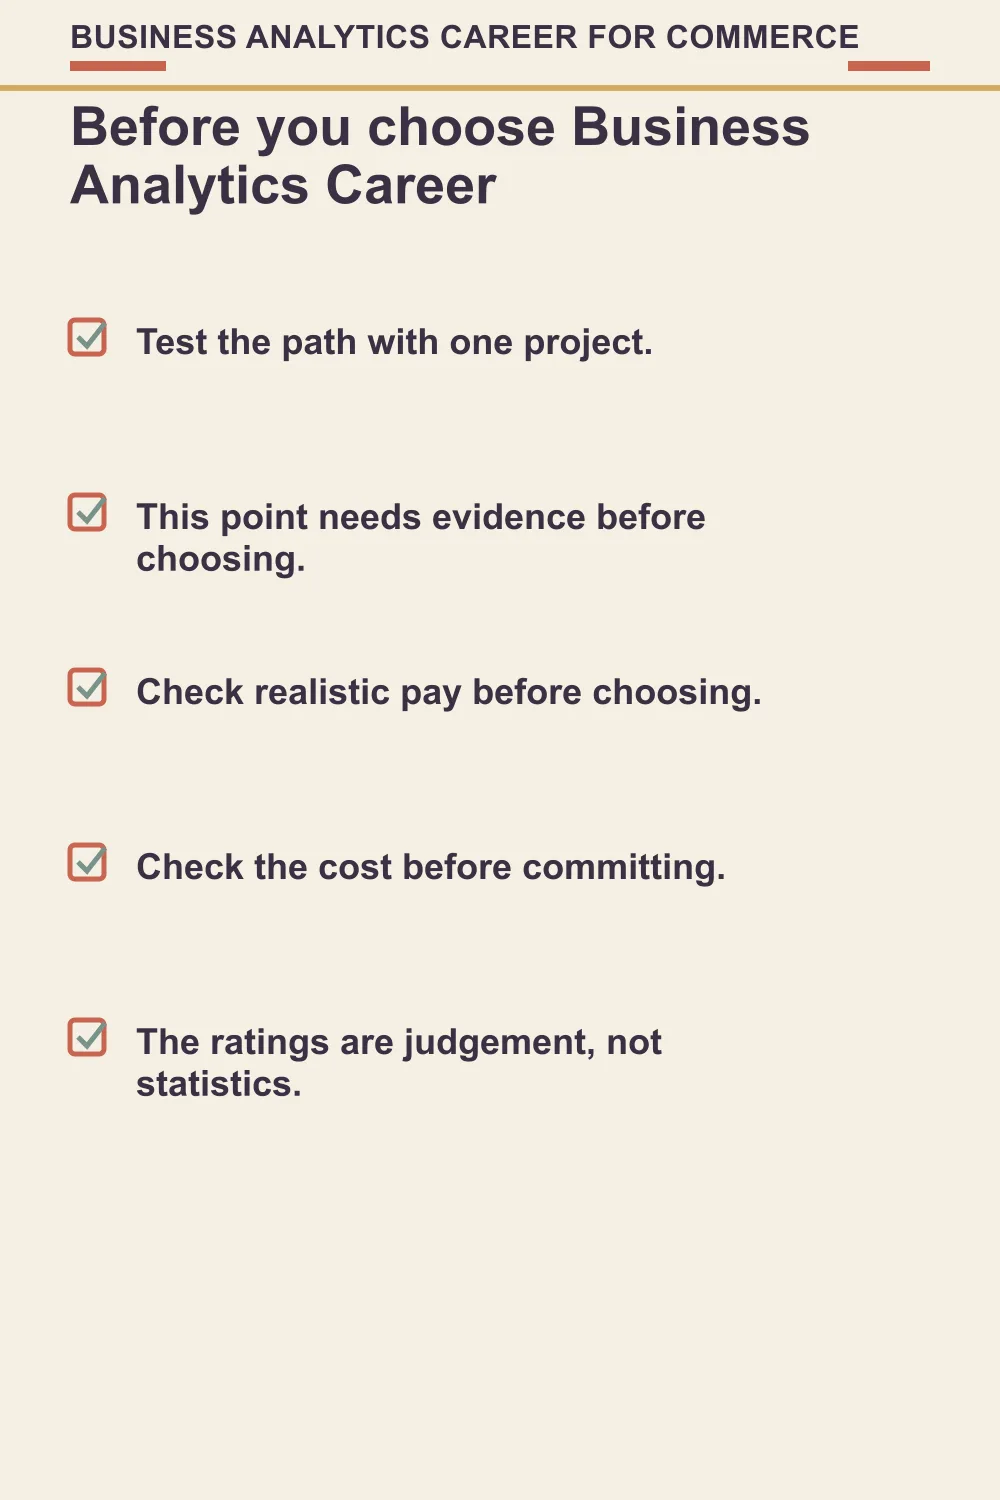 BUSINESS ANALYTICS CAREER FOR COMMERCE
Before you choose Business
Analytics Career
Test the path with one project.
This point needs evidence before
choosing.
Check realistic pay before choosing.
Check the cost before committing.
The ratings are judgement, not
statistics.